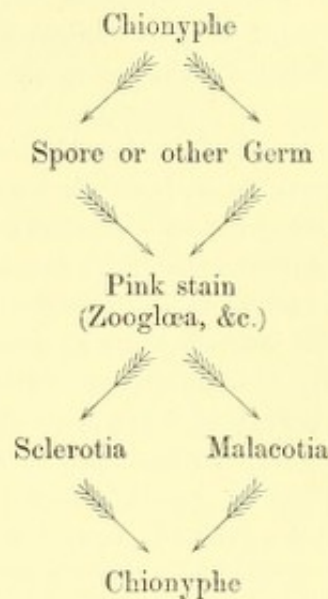 Chionyphe
Spore or other Germ
Pink stain
(Zooglœa, &c.)
Sclerotia Malacotia
Chionyphe